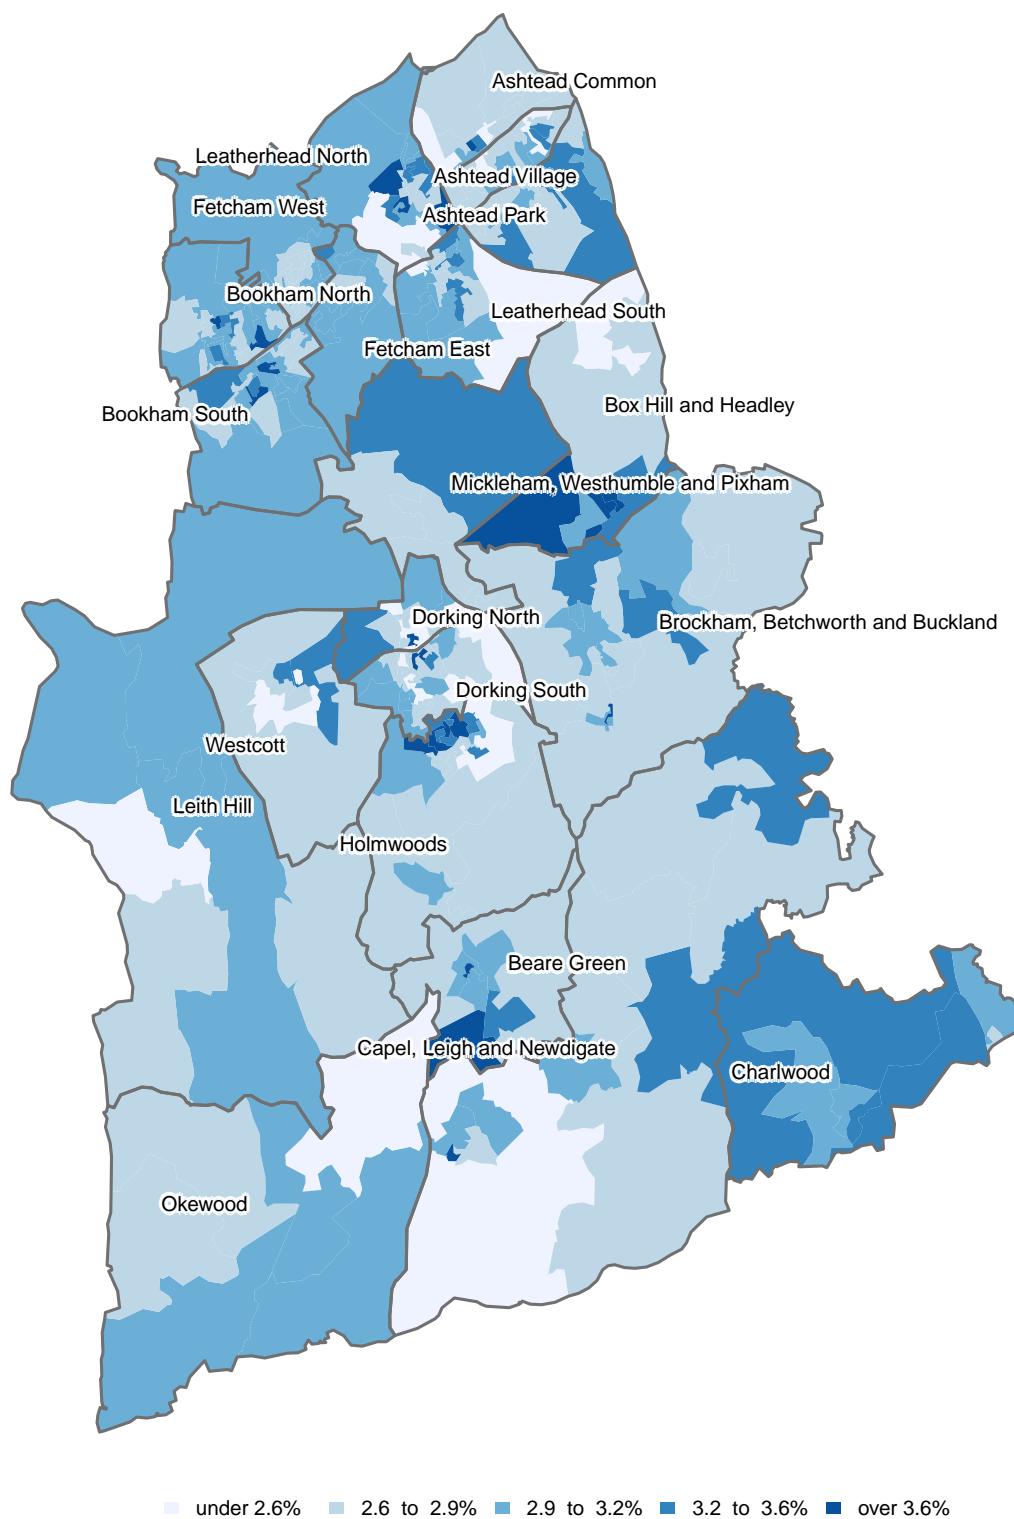 Ashtead Common
Leatherhead North
Ashtead Village
Fetcham West
Ashtead Park
Bookham North
Leatherhead South
Fetcham East
Box Hill and Headley
Bookham South
Mickleham, Westhumble and Pixham
Dorking North
Brockham, Betchworth and Buckland
Dorking South
Westcott
Leith Hill
Holmwoods
Beare Green
Capel, Leigh and Newdigate
Charlwood
Okewood
under 2.6% 2.6 to 2.9% 2.9 to 3.2% 3.2 to 3.6% over 3.6%